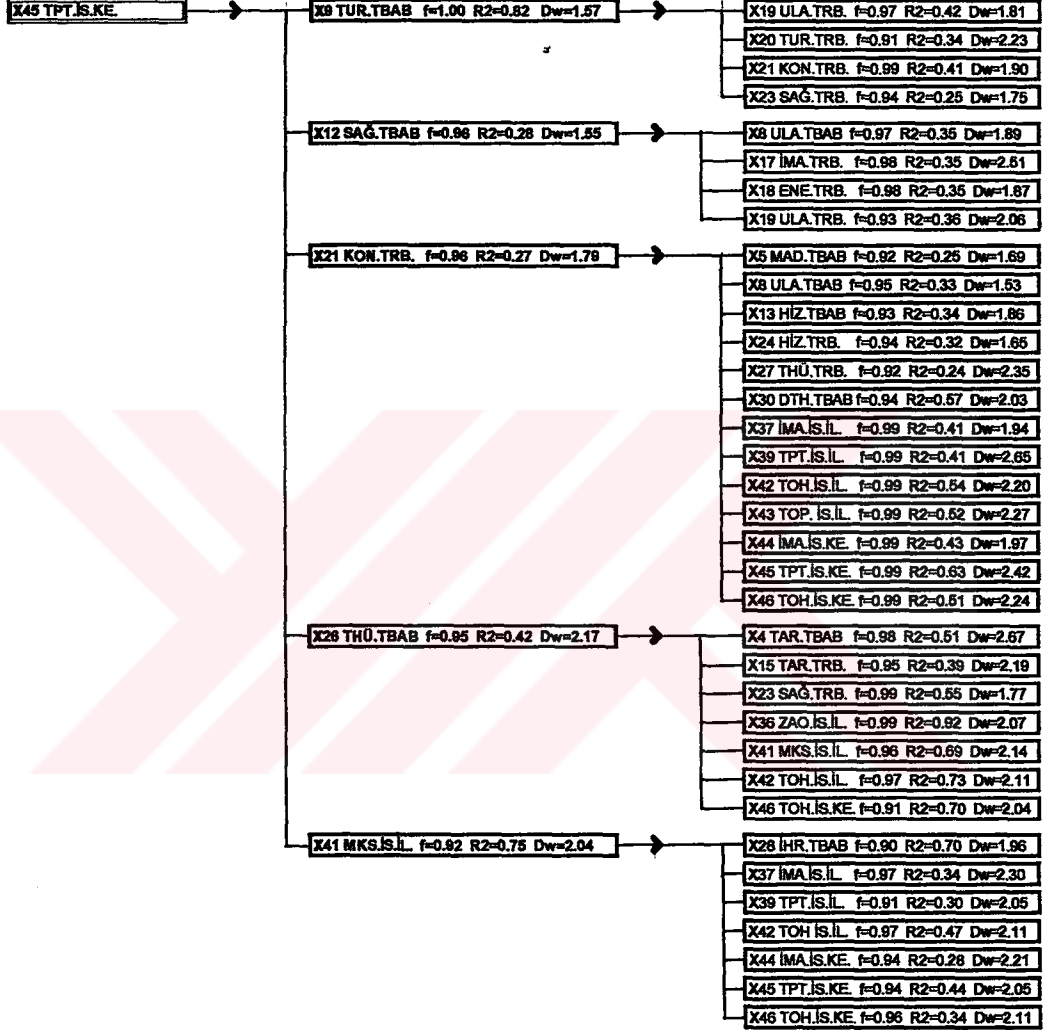 X45 TPT.İS.KE.
X9 TUR.TBAB f=1.00 R2=0.82 Dw=1.57
X19 ULA.TRB. f=0.97 R2=0.42 Dw=1.81
X20 TUR.TRB. f=0.91 R2=0.34 Dw=2.23
X21 KON.TRB. f=0.99 R2=0.41 Dw=1.90
X23 SAĞ.TRB. f=0.94 R2=0.25 Dw=1.75
X12 SAĞ.TBAB f=0.96 R2=0.28 Dw=1.55
X8 ULA.TBAB f=0.97 R2=0.35 Dw=1.89
X17 İMA.TRB. f=0.98 R2=0.35 Dw=2.51
X18 ENE.TRB. f=0.98 R2=0.35 Dw=1.87
X19 ULA.TRB. f=0.93 R2=0.36 Dw=2.06
X21 KON.TRB. f=0.96 R2=0.27 Dw=1.79
X5 MAD.TBAB f=0.92 R2=0.25 Dw=1.69
X8 ULA.TBAB f=0.95 R2=0.33 Dw=1.53
X13 HİZ.TBAB f=0.93 R2=0.34 Dw=1.86
X24 HİZ.TRB. f=0.94 R2=0.32 Dw=1.65
X27 THÜ.TRB. f=0.92 R2=0.24 Dw=2.35
X30 DTH.TBAB f=0.94 R2=0.57 Dw=2.03
X37 İMA.İS.İL. f=0.99 R2=0.41 Dw=1.94
X39 TPT.İS.İL. f=0.99 R2=0.41 Dw=2.65
X42 TOH.İS.İL. f=0.99 R2=0.54 Dw=2.20
X43 TOP. İS.İL. f=0.99 R2=0.52 Dw=2.27
X44 İMA.İS.KE. f=0.99 R2=0.43 Dw=1.97
X45 TPT.İS.KE. f=0.99 R2=0.63 Dw=2.42
X46 TOH.İS.KE. f=0.99 R2=0.51 Dw=2.24
X26 THÜ.TBAB f=0.95 R2=0.42 Dw=2.17
X4 TAR.TBAB f=0.98 R2=0.51 Dw=2.67
X15 TAR.TRB. f=0.95 R2=0.39 Dw=2.19
X23 SAĞ.TRB. f=0.99 R2=0.55 Dw=1.77
X36 ZAO.İS.İL. f=0.99 R2=0.92 Dw=2.07
X41 MKS.İS.İL. f=0.96 R2=0.69 Dw=2.14
X42 TOH.İS.İL. f=0.97 R2=0.73 Dw=2.11
X46 TOH.İS.KE. f=0.91 R2=0.70 Dw=2.04
X41 MKS.İS.İL. f=0.92 R2=0.75 Dw=2.04
X28 İHR.TBAB f=0.90 R2=0.70 Dw=1.96
X37 İMA.İS.İL. f=0.97 R2=0.34 Dw=2.30
X39 TPT.İS.İL. f=0.91 R2=0.30 Dw=2.05
X42 TOH İS.İL. f=0.97 R2=0.47 Dw=2.11
X44 İMA.İS.KE. f=0.94 R2=0.28 Dw=2.21
X45 TPT.İS.KE. f=0.94 R2=0.44 Dw=2.05
X46 TOH.İS.KE. f=0.96 R2=0.34 Dw=2.11